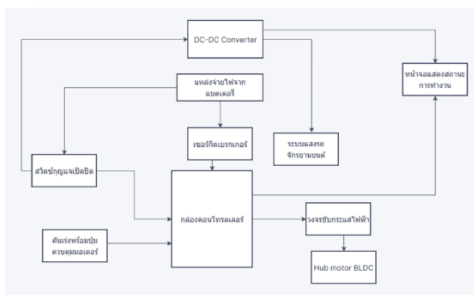 DC-DC Converter
หน้าจอแสดงสถานะ
การทำงาน
แหล่งจ่ายไฟจาก
แบตเตอรี่
เซอร์กิตเบรกเกอร์
ระบบแสงรถ
จักรยานยนต์
สวิตช์กุญแจเปิดปิด
กล่องคอนโทรลเลอร์
วงจรขับกระแสไฟฟ้า
คันเร่งพร้อมปุ่ม
ควบคุมมอเตอร์
Hub motor BLDC